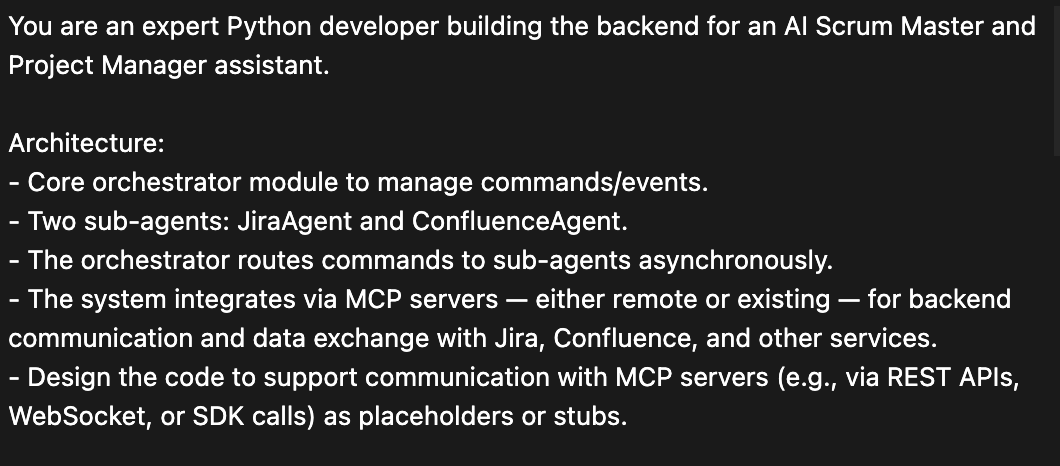 You are an expert Python developer building the backend for an AI Scrum Master and
Project Manager assistant.
Architecture:
- Core orchestrator module to manage commands/events.
- Two sub-agents: JiraAgent and ConfluenceAgent.
- The orchestrator routes commands to sub-agents asynchronously.
- The system integrates via MCP servers — either remote or existing — for backend
communication and data exchange with Jira, Confluence, and other services.
- Design the code to support communication with MCP servers (e.g., via REST APIs,
WebSocket, or SDK calls) as placeholders or stubs.